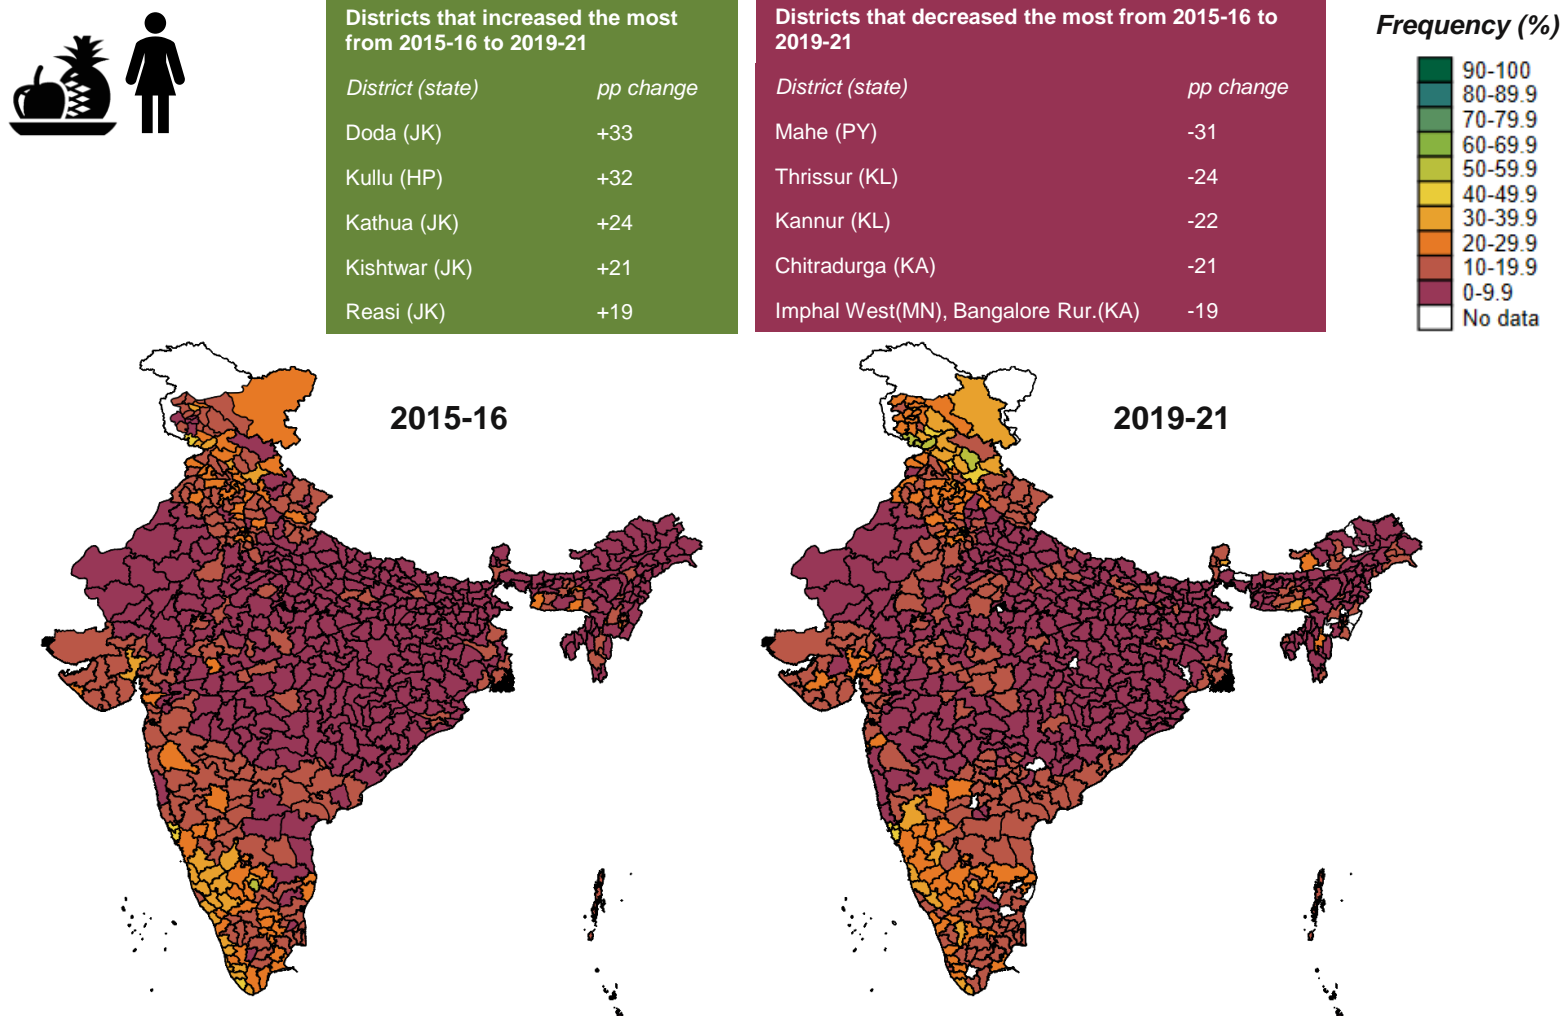 Districts that increased the most
from 2015-16 to 2019-21
District (state) pp change
Doda (JK) +33
Kullu (HP) +32
Kathua (JK) +24
Kishtwar (JK) +21
Reasi (JK) +19
Districts that decreased the most from 2015-16 to
2019-21
District (state) pp change
Mahe (PY) -31
Thrissur (KL) -24
Kannur (KL) -22
Chitradurga (KA) -21
Imphal West(MN), Bangalore Rur.(KA) -19
Frequency (%)
90-100
80-89.9
70-79.9
60-69.9
50-59.9
40-49.9
30-39.9
20-29.9
10-19.9
0-9.9
No data
2015-16
2019-21